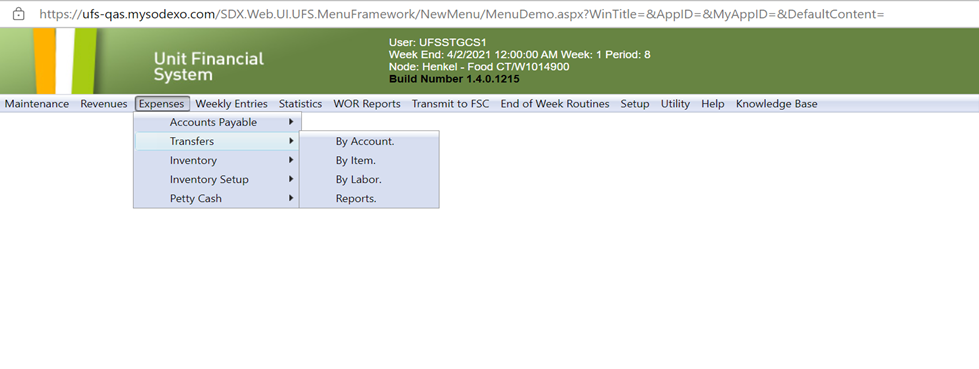 https://ufs-qas.mysodexo.com/SDX.Web.UI.UFS.MenuFramework/NewMenu/MenuDemo.aspx?WinTitle=&AppID=&MyAppID=&DefaultContent=
Unit Financial
System
User: UFSSTGCS1
Week End: 4/2/2021 12:00:00 AM Week: 1 Period: 8
Node: Henkel - Food CT/W1014900
Build Number 1.4.0.1215
Maintenance Revenues Expenses Weekly Entries Statistics WOR Reports Transmit to FSC End of Week Routines Setup Utility Help Knowledge Base
Accounts Payable
Transfers
Inventory
Inventory Setup
Petty Cash
By Account.
By Item.
By Labor.
Reports.